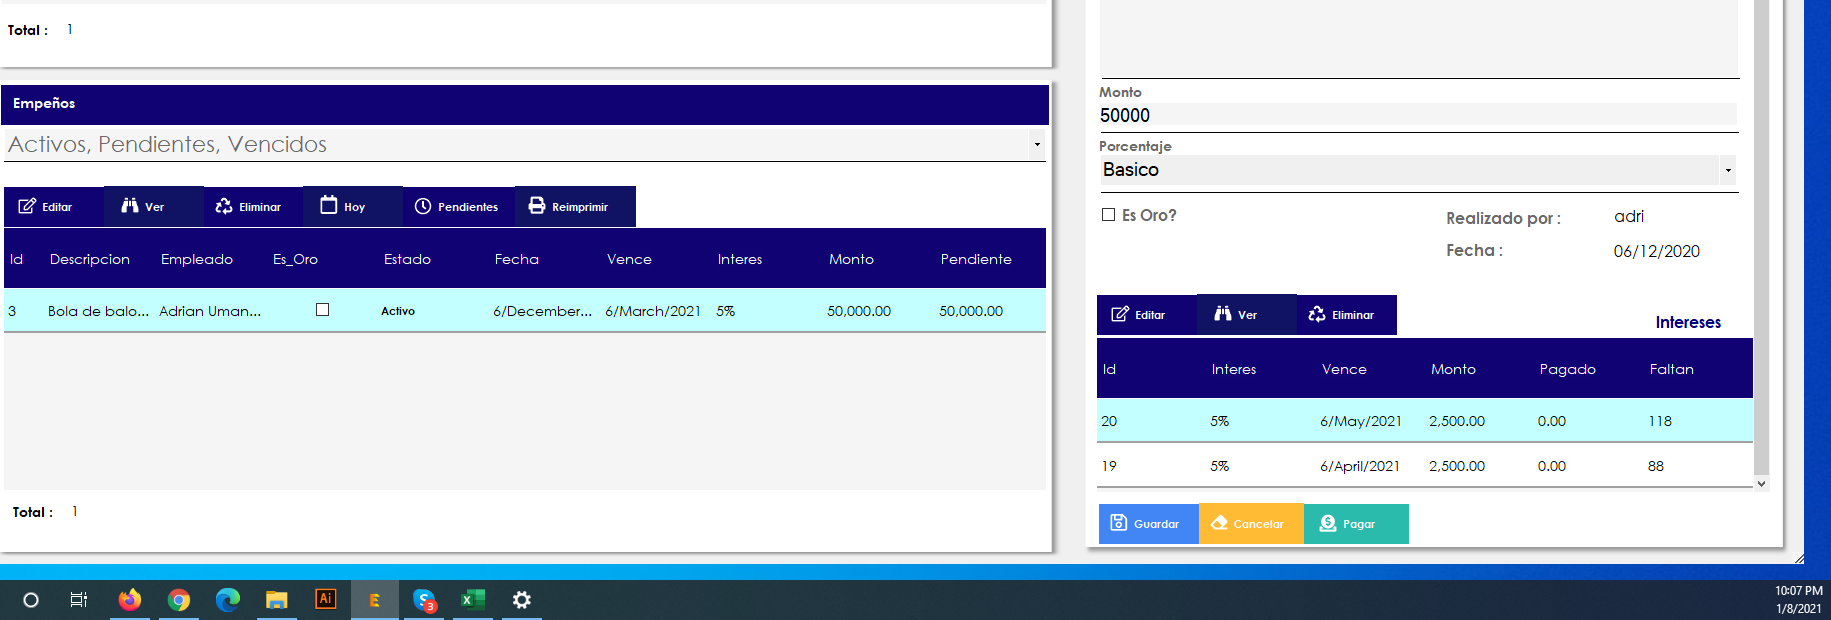 Total : 1
Empeños
Activos, Pendientes, Vencidos
Editar Ver Eliminar Hoy Pendientes Reimprimir
Id Descripcion Empleado Es_Oro Estado Fecha Vence Interes Monto Pendiente
3 Bola de balo... Adrian Uman... Activo 6/December... 6/March/2021 5% 50,000.00 50,000.00
Total : 1
Monto
50000
Porcentaje
Basico
Es Oro? Realizado por : adri
Fecha : 06/12/2020
Editar Ver Eliminar Intereses
Id Interes Vence Monto Pagado Faltan
20 5% 6/May/2021 2,500.00 0.00 118
19 5% 6/April/2021 2,500.00 0.00 88
Guardar Cancelar Pagar
Ai E S 3 X 10:07 PM
1/8/2021